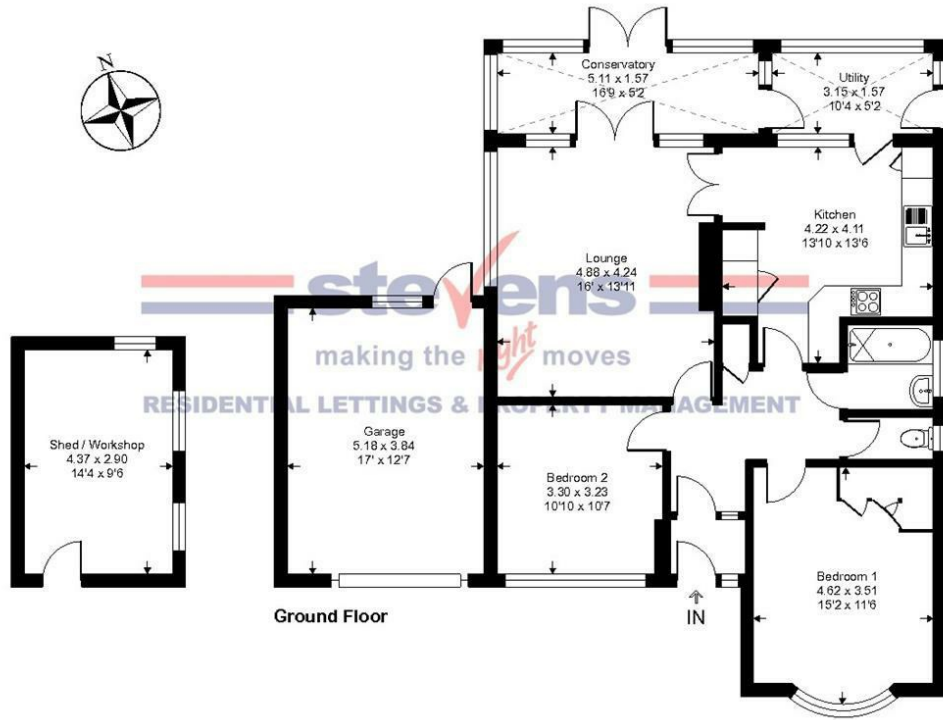 N
Conservatory
5.11 x 1.57
16'9 x 5'2
Utility
3.15 x 1.57
10'4 x 5'2
Kitchen
4.22 x 4.11
13'10 x 13'6
Lounge
4.88 x 4.24
16' x 13'11
stevens
making the right moves
RESIDENTIAL LETTINGS & PROPERTY MANAGEMENT
Shed / Workshop
4.37 x 2.90
14'4 x 9'6
Garage
5.18 x 3.84
17' x 12'7
Bedroom 2
3.30 x 3.23
10'10 x 10'7
Bedroom 1
4.62 x 3.51
15'2 x 11'6
IN
Ground Floor